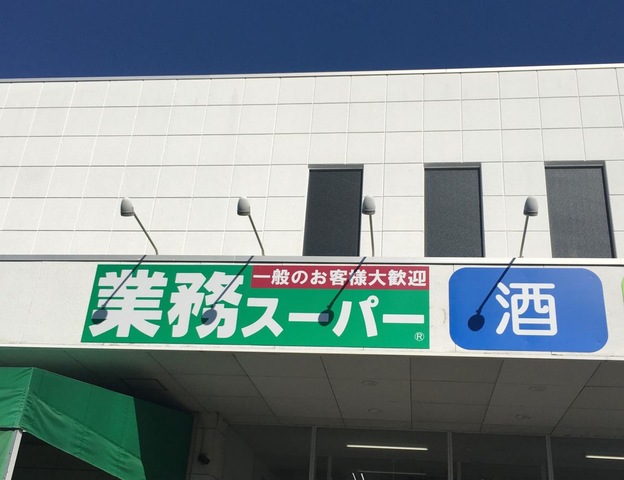 一般のお客様大歓迎
業務スーパー®
酒